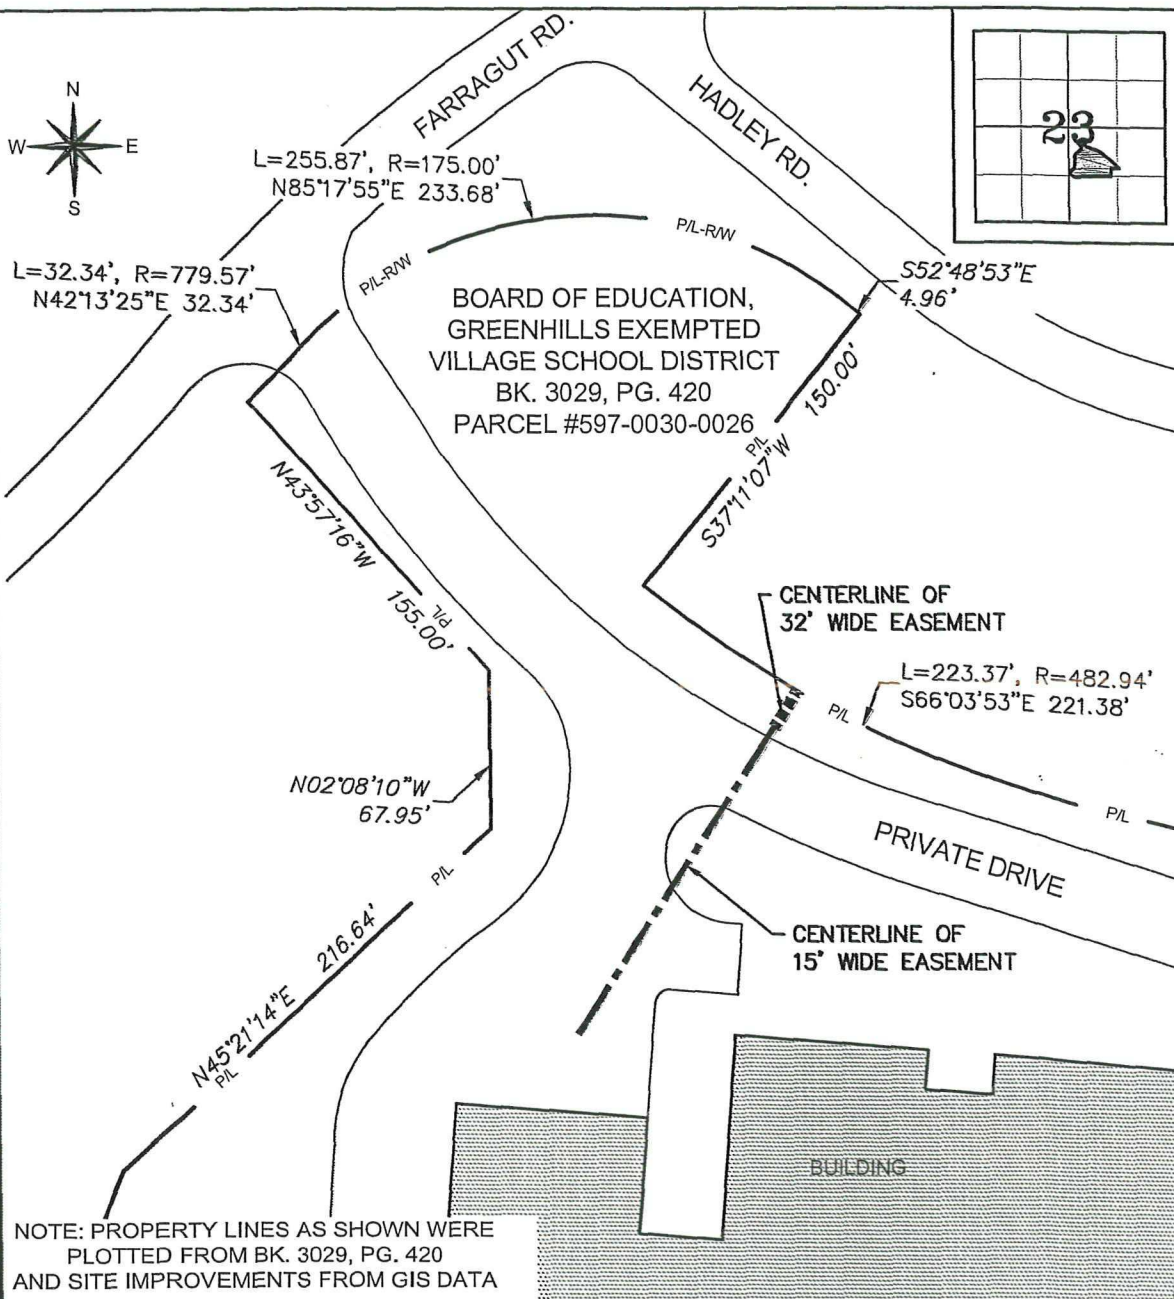 FARRAGUT RD.
HADLEY RD.
23
N
W
E
S
L=255.87', R=175.00'
N85°17'55"E 233.68'
P/L-R/W
P/L-R/W
L=32.34', R=779.57'
N42°13'25"E 32.34'
S52°48'53"E
4.96'
BOARD OF EDUCATION,
GREENHILLS EXEMPTED
VILLAGE SCHOOL DISTRICT
BK. 3029, PG. 420
PARCEL #597-0030-0026
150.00'
P/L
S37°11'07"W
N43°57'16"W
P/L
155.00'
CENTERLINE OF
32' WIDE EASEMENT
L=223.37', R=482.94'
S66°03'53"E 221.38'
P/L
N02°08'10"W
67.95'
P/L
P/L
PRIVATE DRIVE
216.64'
CENTERLINE OF
15' WIDE EASEMENT
N45°21'14"E
P/L
BUILDING
NOTE: PROPERTY LINES AS SHOWN WERE
PLOTTED FROM BK. 3029, PG. 420
AND SITE IMPROVEMENTS FROM GIS DATA